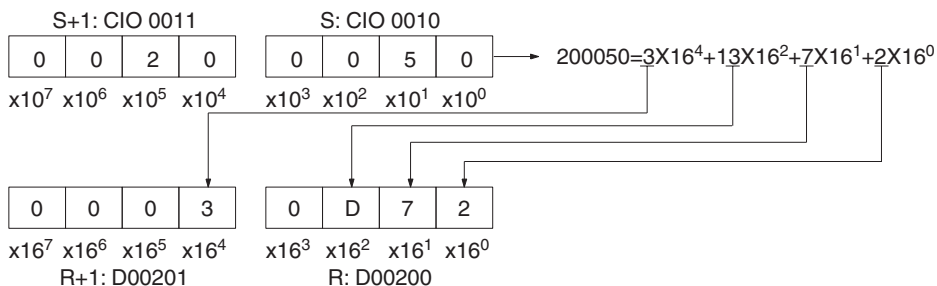 S+1: CIO 0011 S: CIO 0010
0 0 2 0 0 0 5 0 200050=3X16⁴+13X16²+7X16¹+2X16⁰
x10⁷ x10⁶ x10⁵ x10⁴ x10³ x10² x10¹ x10⁰
0 0 0 3 0 D 7 2
x16⁷ x16⁶ x16⁵ x16⁴ x16³ x16² x16¹ x16⁰
R+1: D00201 R: D00200